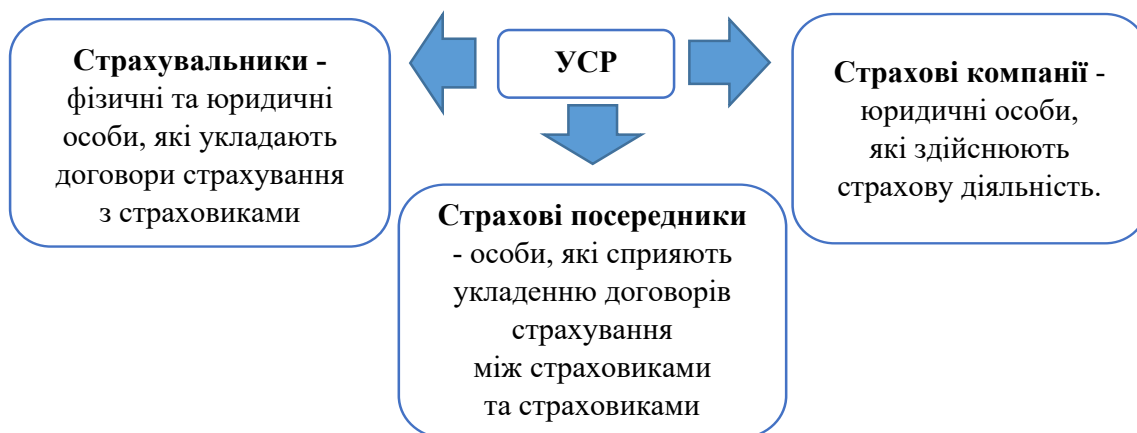 УСР
Страхувальники -
фізичні та юридичні
особи, які укладають
договори страхування
з страховиками
Страхові посередники
- особи, які сприяють
укладенню договорів
страхування
між страховиками
та страховиками
Страхові компанії -
юридичні особи,
які здійснюють
страхову діяльність.